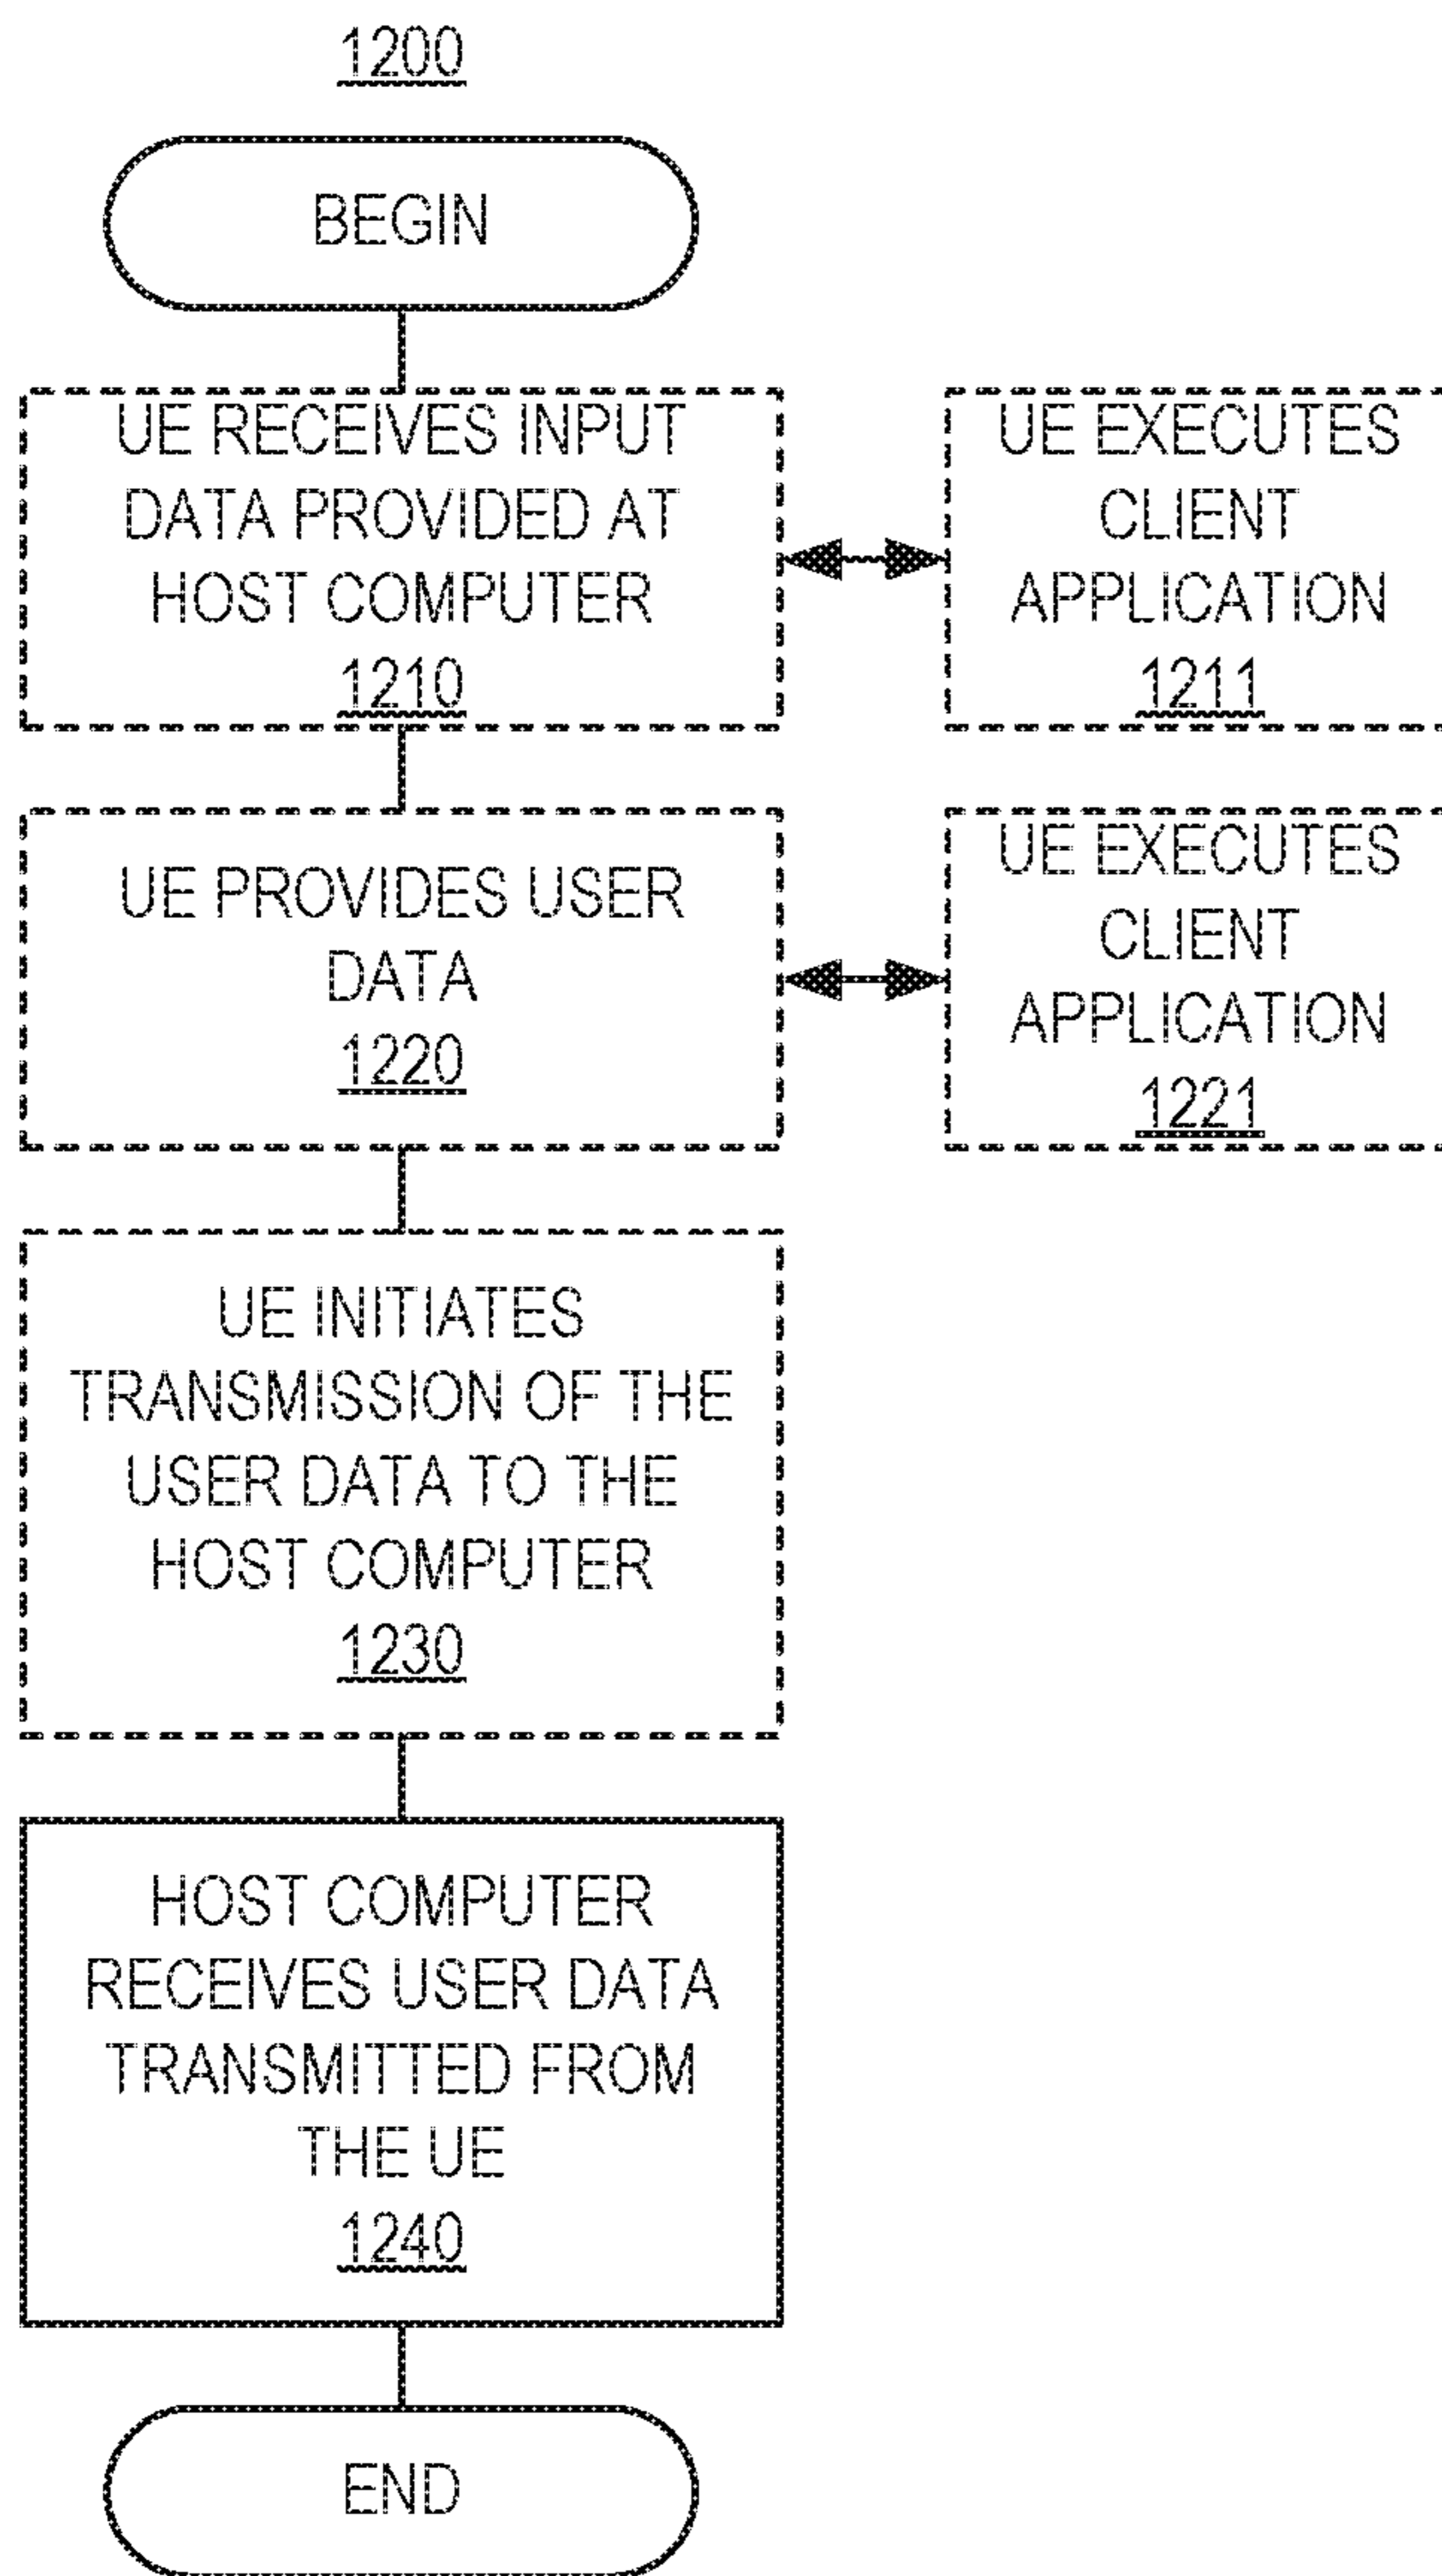 1200
BEGIN
UE RECEIVES INPUT
DATA PROVIDED AT
HOST COMPUTER
1210
UE EXECUTES
CLIENT
APPLICATION
1211
UE PROVIDES USER
DATA
1220
UE EXECUTES
CLIENT
APPLICATION
1221
UE INITIATES
TRANSMISSION OF THE
USER DATA TO THE
HOST COMPUTER
1230
HOST COMPUTER
RECEIVES USER DATA
TRANSMITTED FROM
THE UE
1240
END